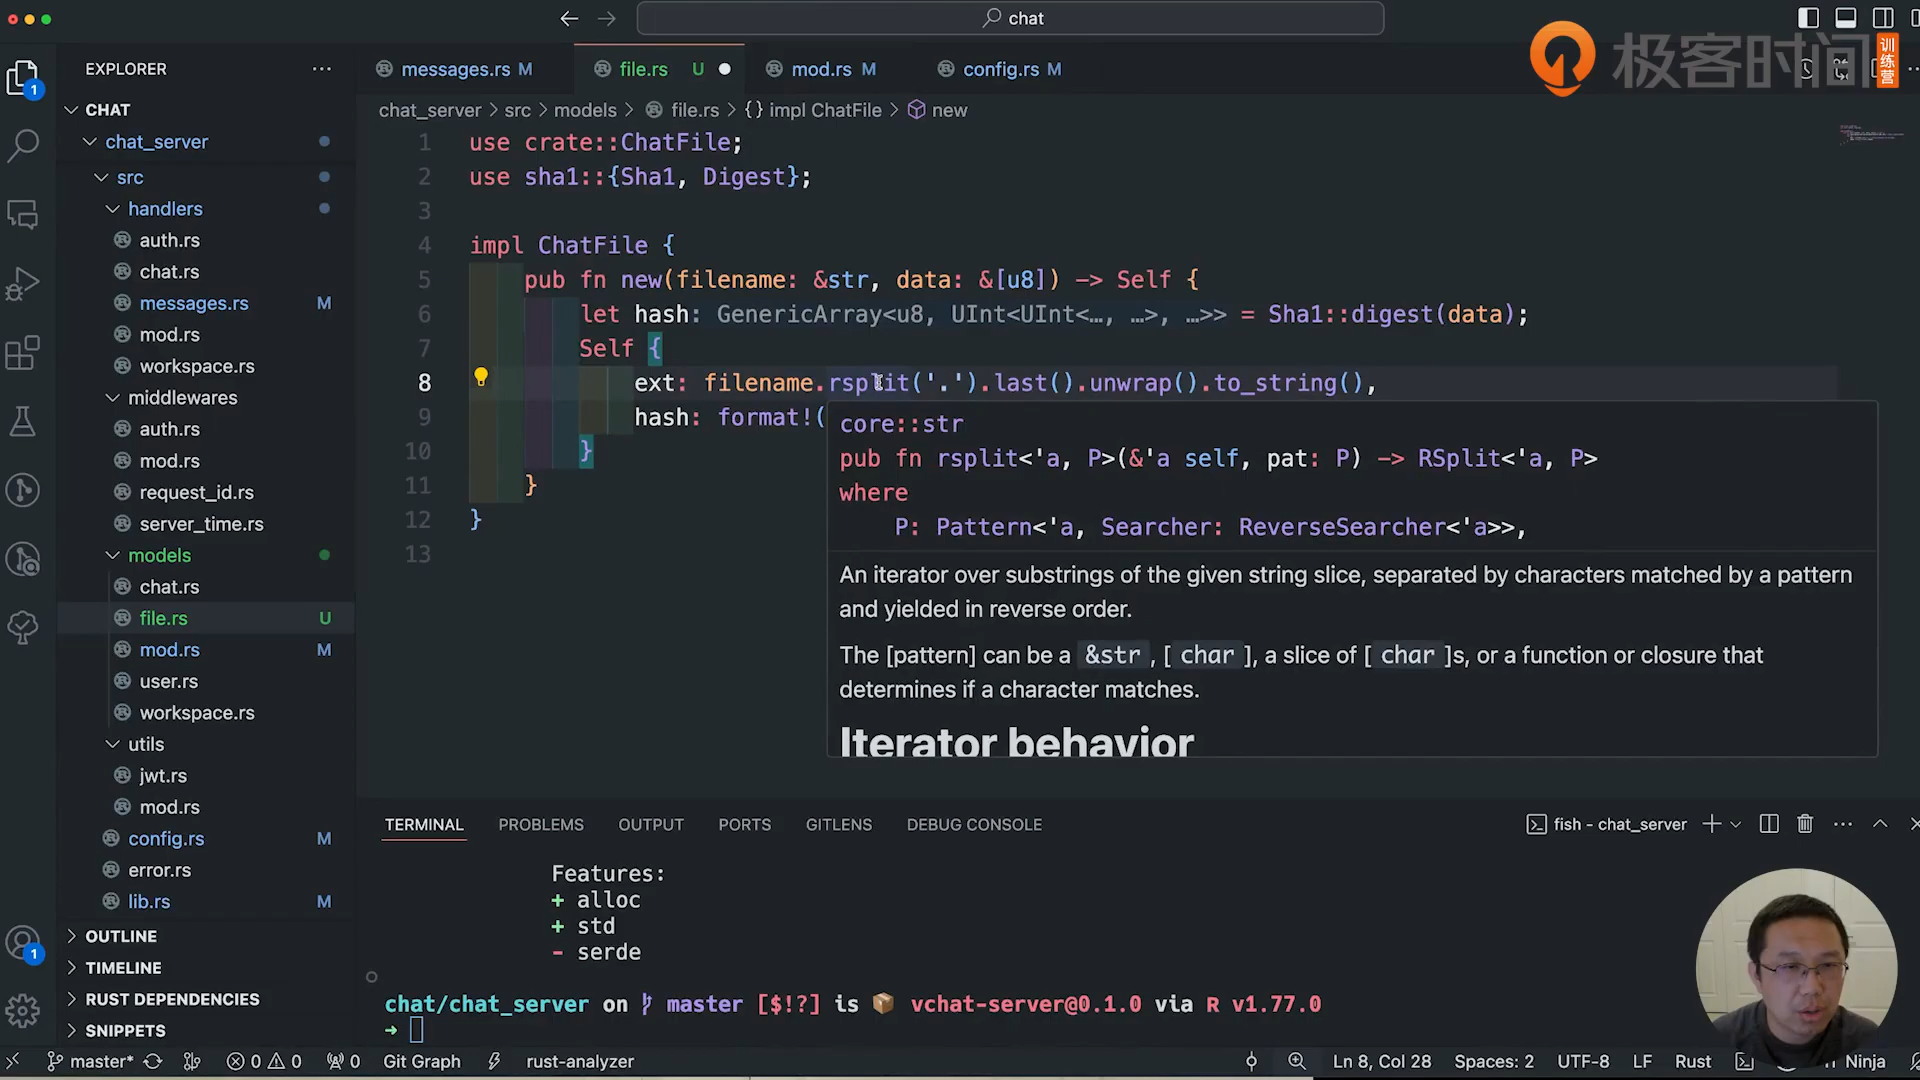 chat
极客时间
训练营
EXPLORER
1
messages.rs M
file.rs U
mod.rs M
config.rs M
CHAT
chat_server > src > models > file.rs > {} impl ChatFile > new
chat_server
src
handlers
auth.rs
chat.rs
messages.rs M
mod.rs
workspace.rs
middlewares
auth.rs
mod.rs
request_id.rs
server_time.rs
models
chat.rs
file.rs U
mod.rs M
user.rs
workspace.rs
utils
jwt.rs
mod.rs
config.rs M
error.rs
lib.rs M
OUTLINE
TIMELINE
RUST DEPENDENCIES
SNIPPETS
1
1 use crate::ChatFile;
2 use sha1::{Sha1, Digest};
3
4 impl ChatFile {
5 pub fn new(filename: &str, data: &[u8]) -> Self {
6 let hash: GenericArray<u8, UInt<UInt<…, …>, …>> = Sha1::digest(data);
7 Self {
8 ext: filename.rsplit('.').last().unwrap().to_string(),
9 hash: format!(
10 }
11 }
12 }
13
core::str
pub fn rsplit<'a, P>(&'a self, pat: P) -> RSplit<'a, P>
where
P: Pattern<'a, Searcher: ReverseSearcher<'a>>,
An iterator over substrings of the given string slice, separated by characters matched by a pattern
and yielded in reverse order.
The [pattern] can be a &str, [char], a slice of [char]s, or a function or closure that
determines if a character matches.
Iterator behavior
TERMINAL PROBLEMS OUTPUT PORTS GITLENS DEBUG CONSOLE
fish - chat_server
Features:
+ alloc
+ std
- serde
chat/chat_server on master [$!?] is 📦 vchat-server@0.1.0 via R v1.77.0
→
master* 0 0 0 Git Graph rust-analyzer Ln 8, Col 28 Spaces: 2 UTF-8 LF Rust Ninja